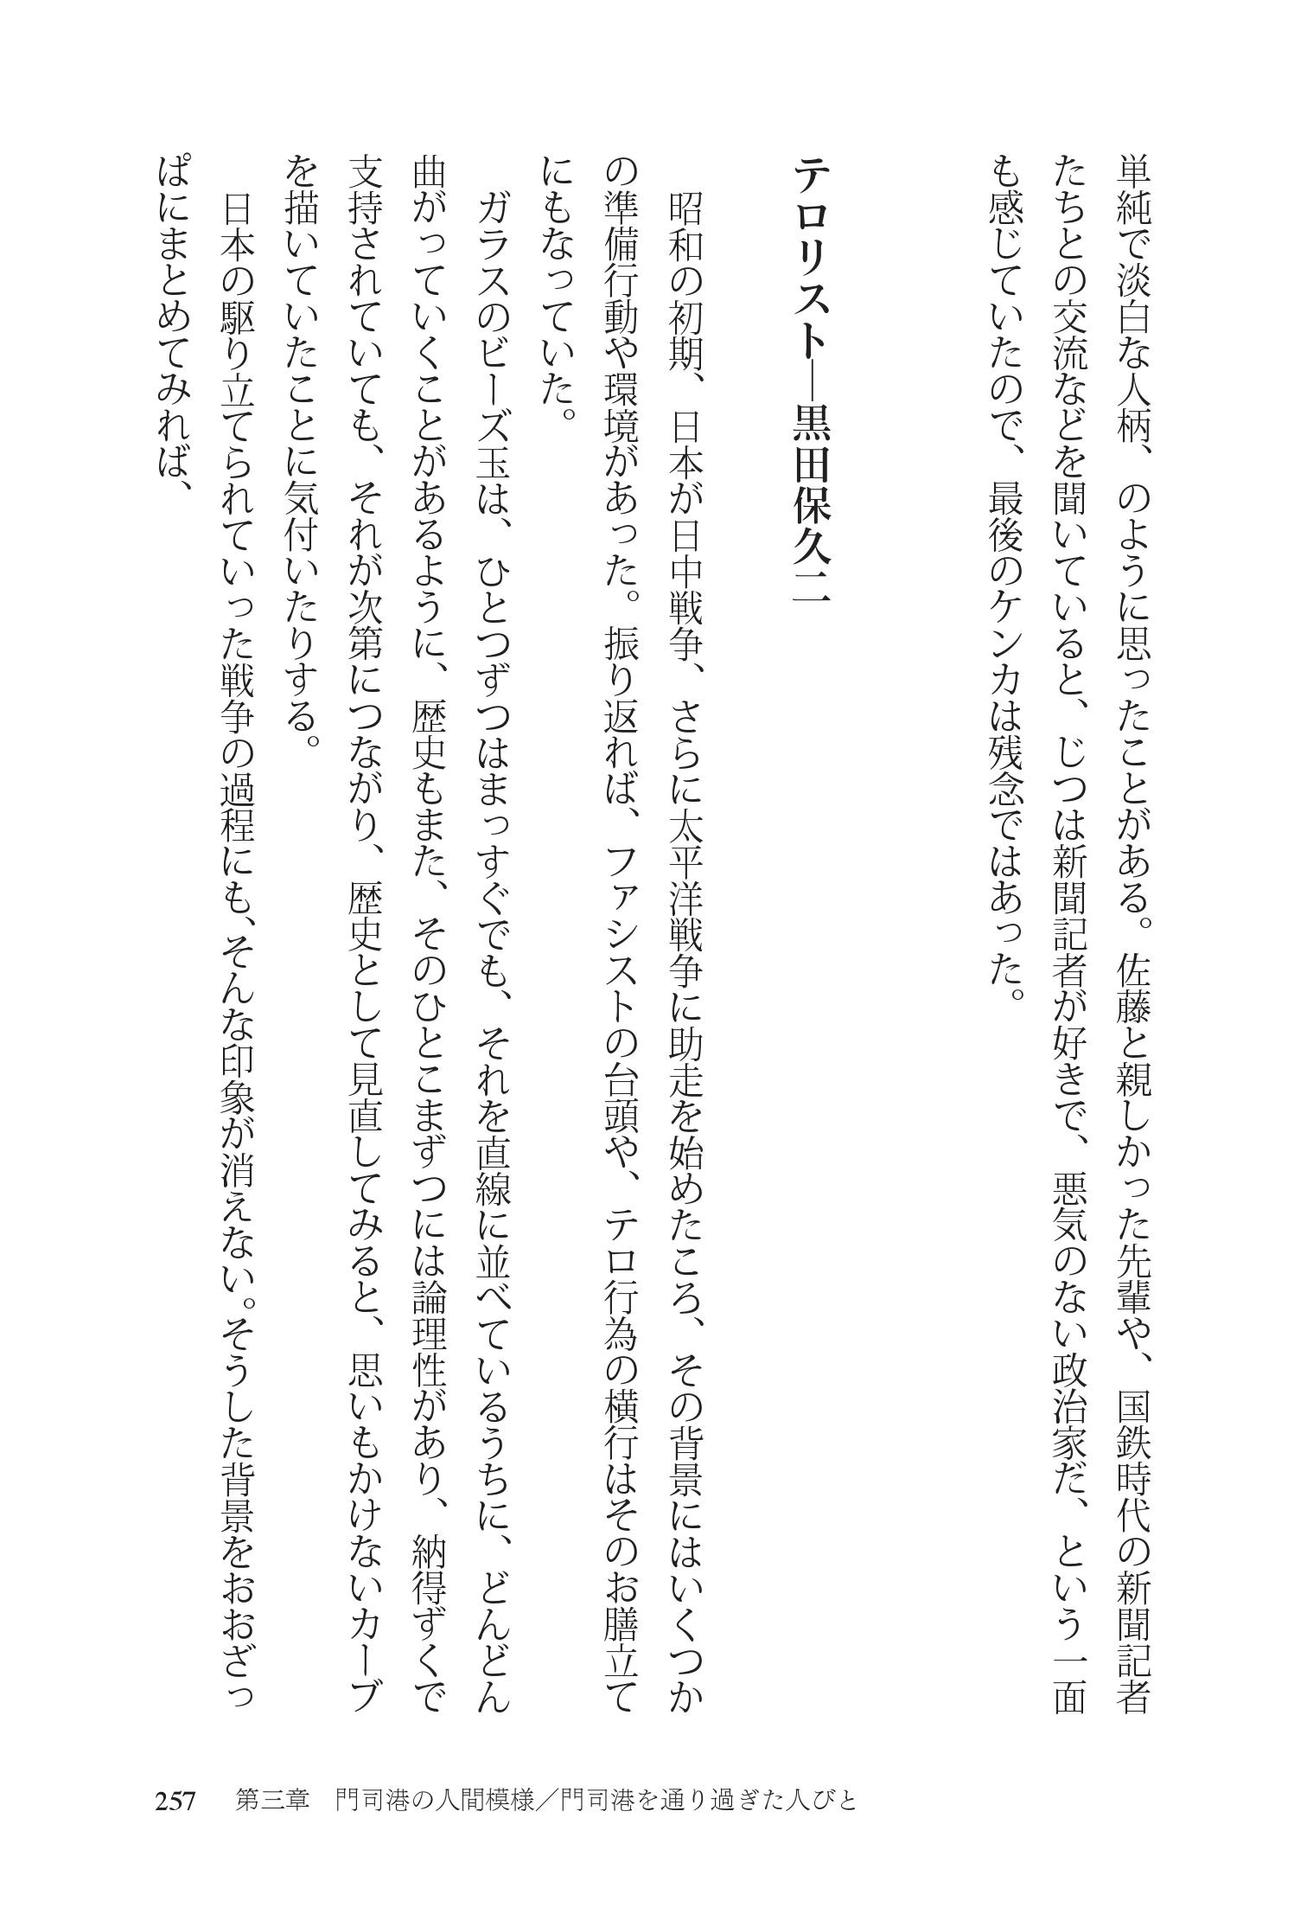 単純で淡白な人柄、のように思ったことがある。佐藤と親しかった先輩や、国鉄時代の新聞記者
たちとの交流などを聞いていると、じつは新聞記者が好きで、悪気のない政治家だ、という一面
も感じていたので、最後のケンカは残念ではあった。
テロリスト―黒田保久二
　昭和の初期、日本が日中戦争、さらに太平洋戦争に助走を始めたころ、その背景にはいくつか
の準備行動や環境があった。振り返れば、ファシストの台頭や、テロ行為の横行はそのお膳立て
にもなっていた。
　ガラスのビーズ玉は、ひとつずつはまっすぐでも、それを直線に並べているうちに、どんどん
曲がっていくことがあるように、歴史もまた、そのひとこまずつには論理性があり、納得ずくで
支持されていても、それが次第につながり、歴史として見直してみると、思いもかけないカーブ
を描いていたことに気付いたりする。
　日本の駆り立てられていった戦争の過程にも、そんな印象が消えない。そうした背景をおおざっ
ぱにまとめてみれば、
257　第三章　門司港の人間模様／門司港を通り過ぎた人びと